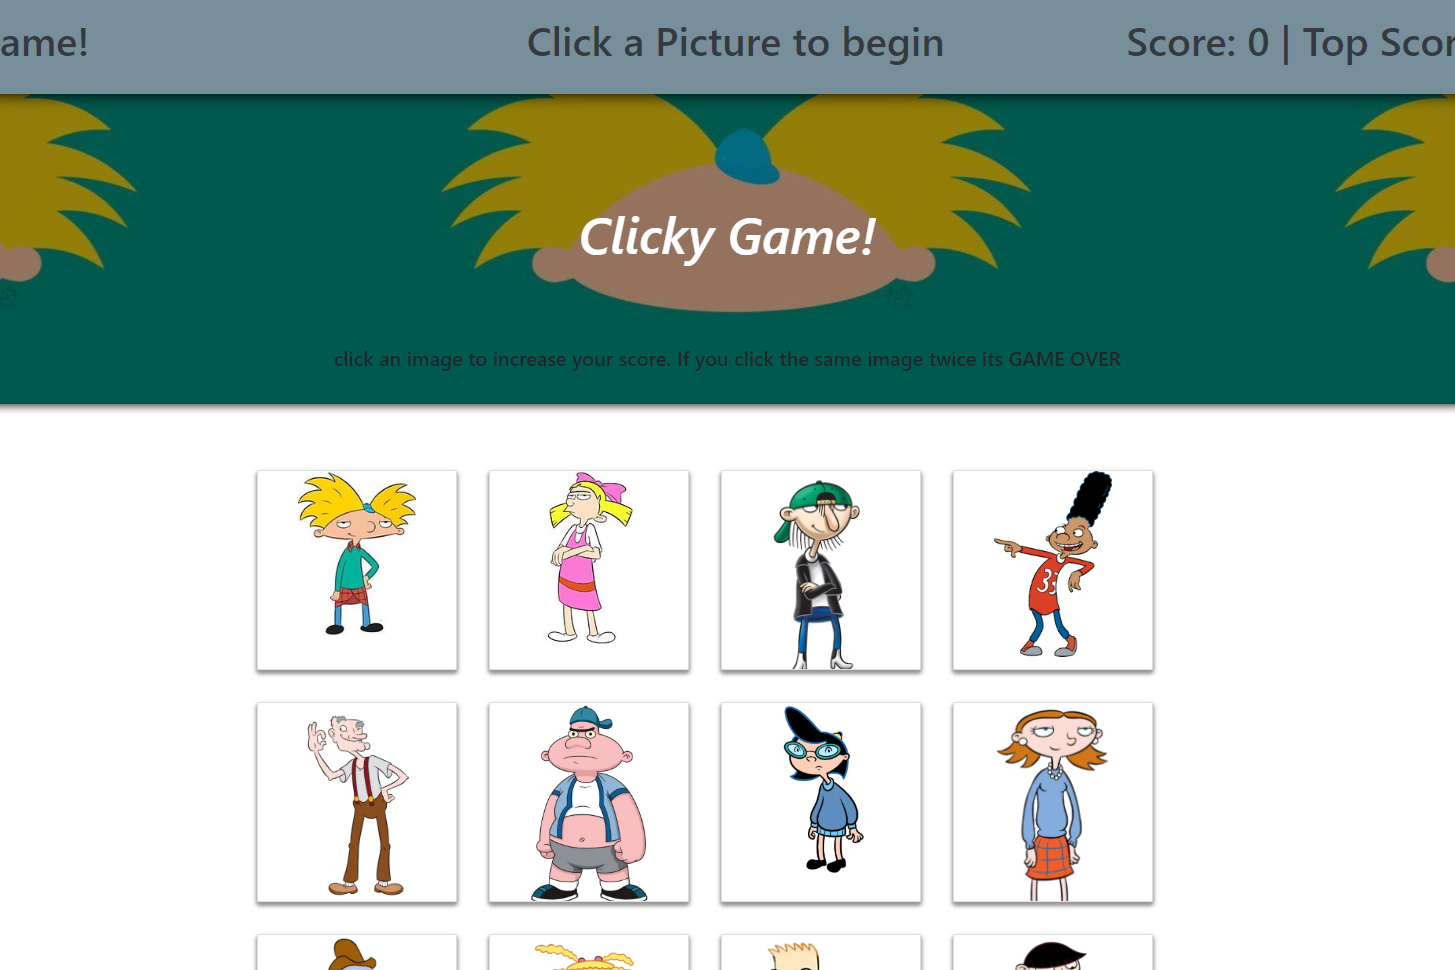 ame!
Click a Picture to begin
Score: 0 | Top Scor
Clicky Game!
click an image to increase your score. If you click the same image twice its GAME OVER
33